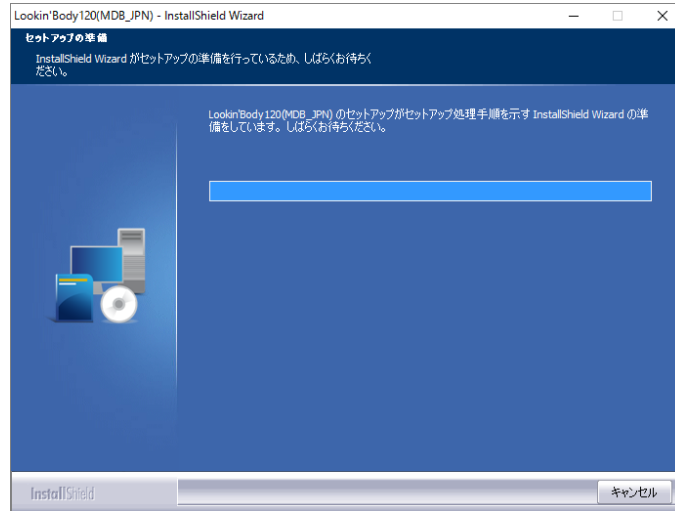 Lookin'Body120(MDB_JPN) - InstallShield Wizard
セットアップの準備
InstallShield Wizard がセットアップの準備を行っているため、しばらくお待ちく
ださい。
Lookin'Body120(MDB_JPN) のセットアップがセットアップ処理手順を示す InstallShield Wizard の準
備をしています。しばらくお待ちください。
InstallShield
キャンセル